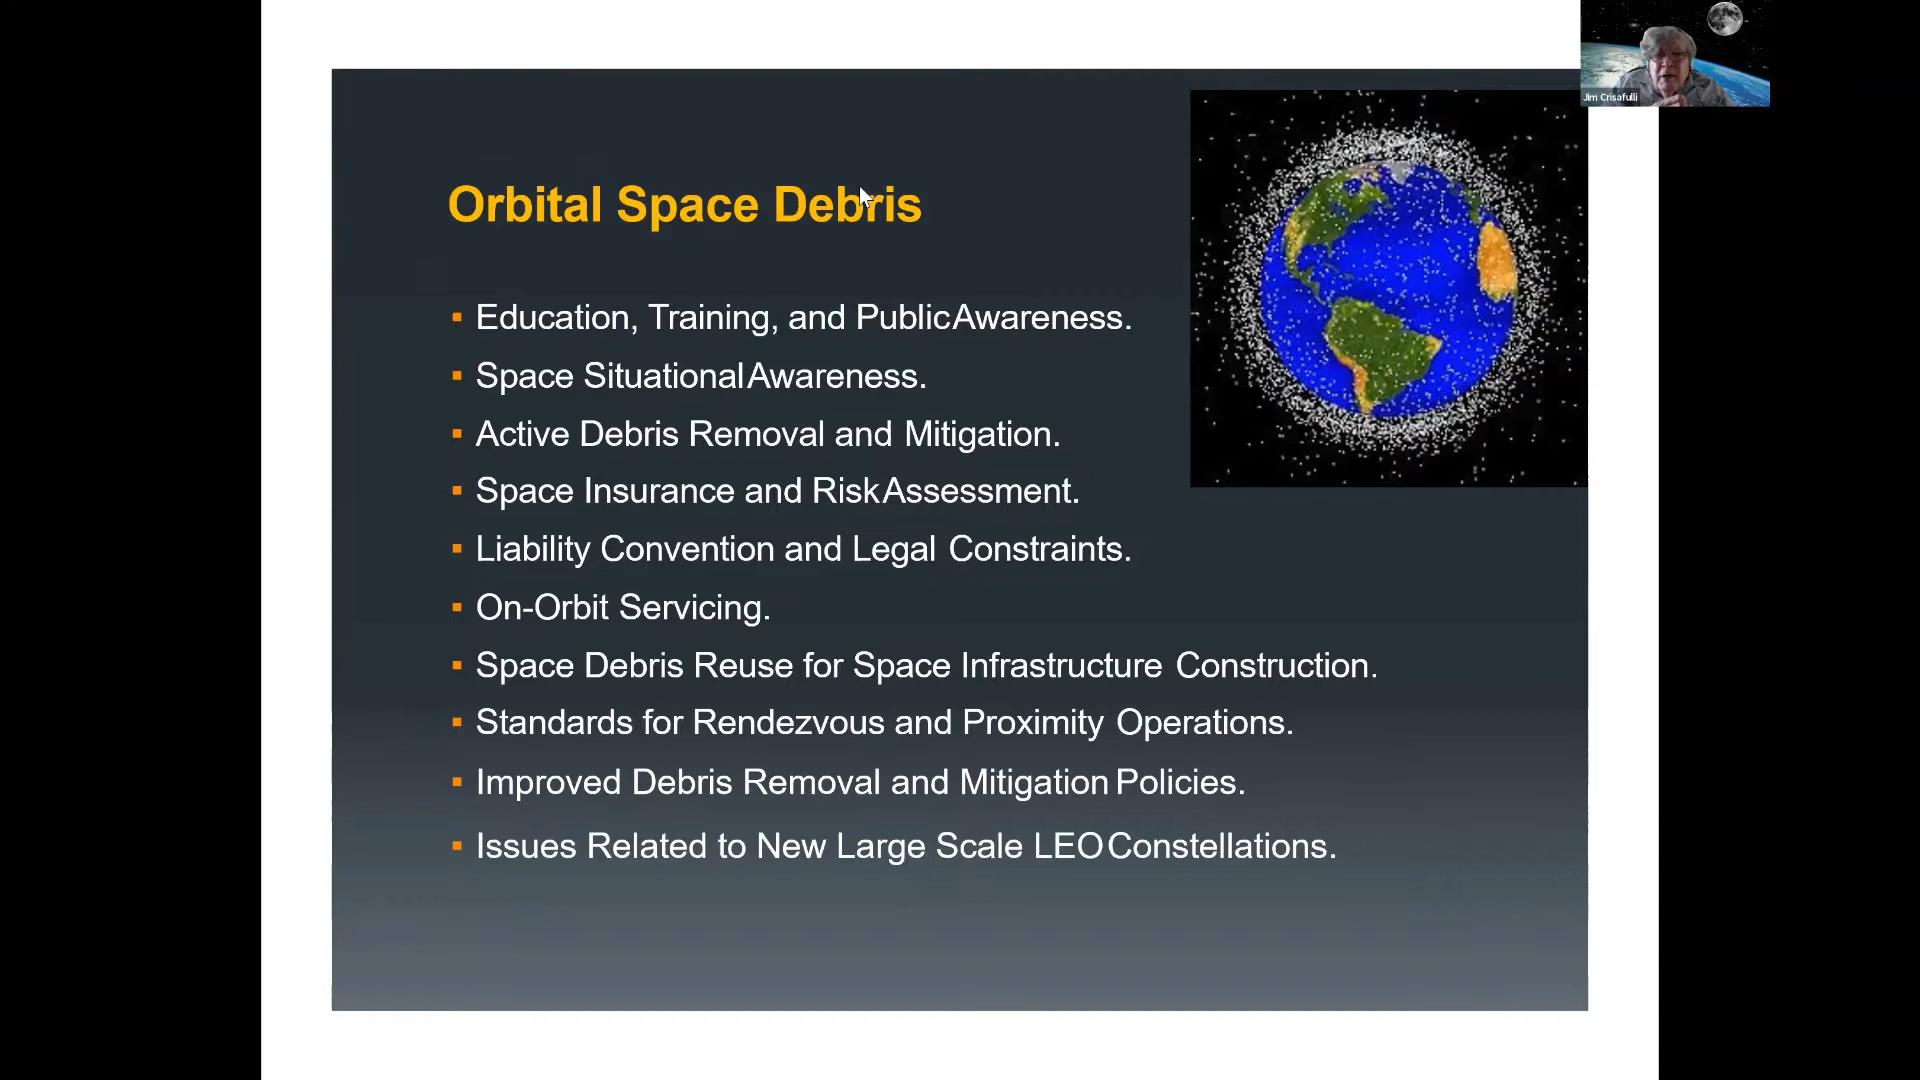 Jim Crisafulli
Orbital Space Debris
Education, Training, and Public Awareness.
Space Situational Awareness.
Active Debris Removal and Mitigation.
Space Insurance and Risk Assessment.
Liability Convention and Legal Constraints.
On-Orbit Servicing.
Space Debris Reuse for Space Infrastructure Construction.
Standards for Rendezvous and Proximity Operations.
Improved Debris Removal and Mitigation Policies.
Issues Related to New Large Scale LEO Constellations.